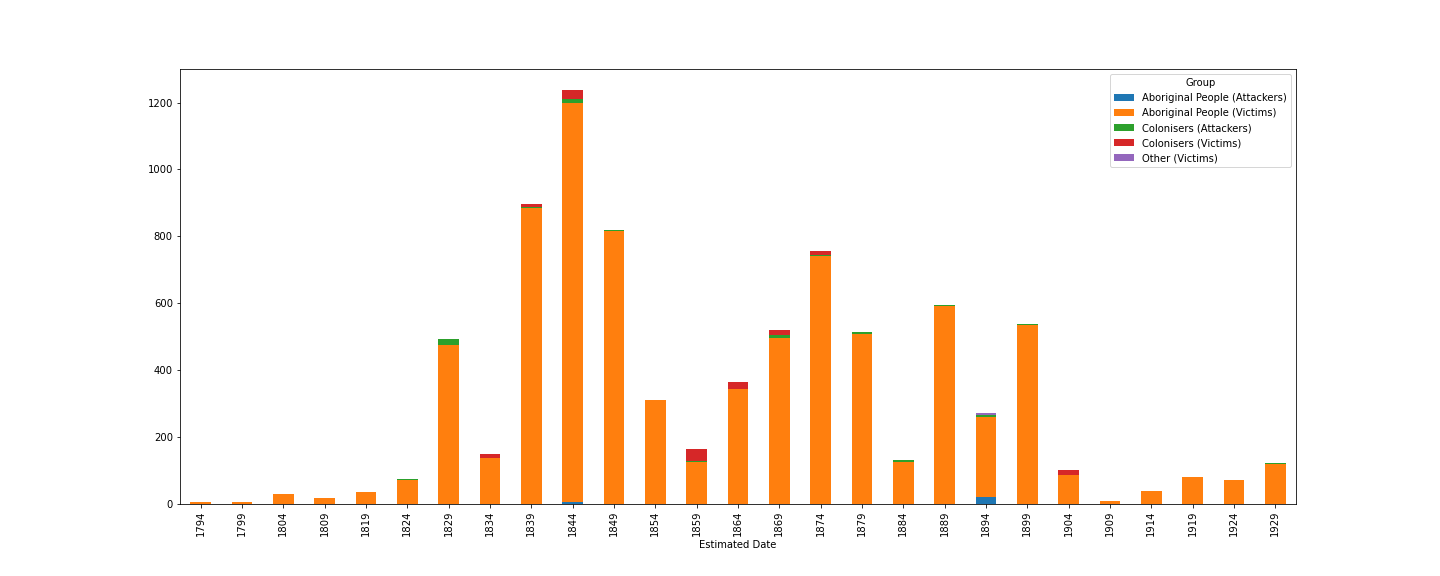 Group
Aboriginal People (Attackers)
Aboriginal People (Victims)
Colonisers (Attackers)
Colonisers (Victims)
Other (Victims)
1200
1000
800
600
400
200
0
1794 1799 1804 1809 1819 1824 1829 1834 1839 1844 1849 1854 1859 1864 1869 1874 1879 1884 1889 1894 1899 1904 1909 1914 1919 1924 1929
Estimated Date